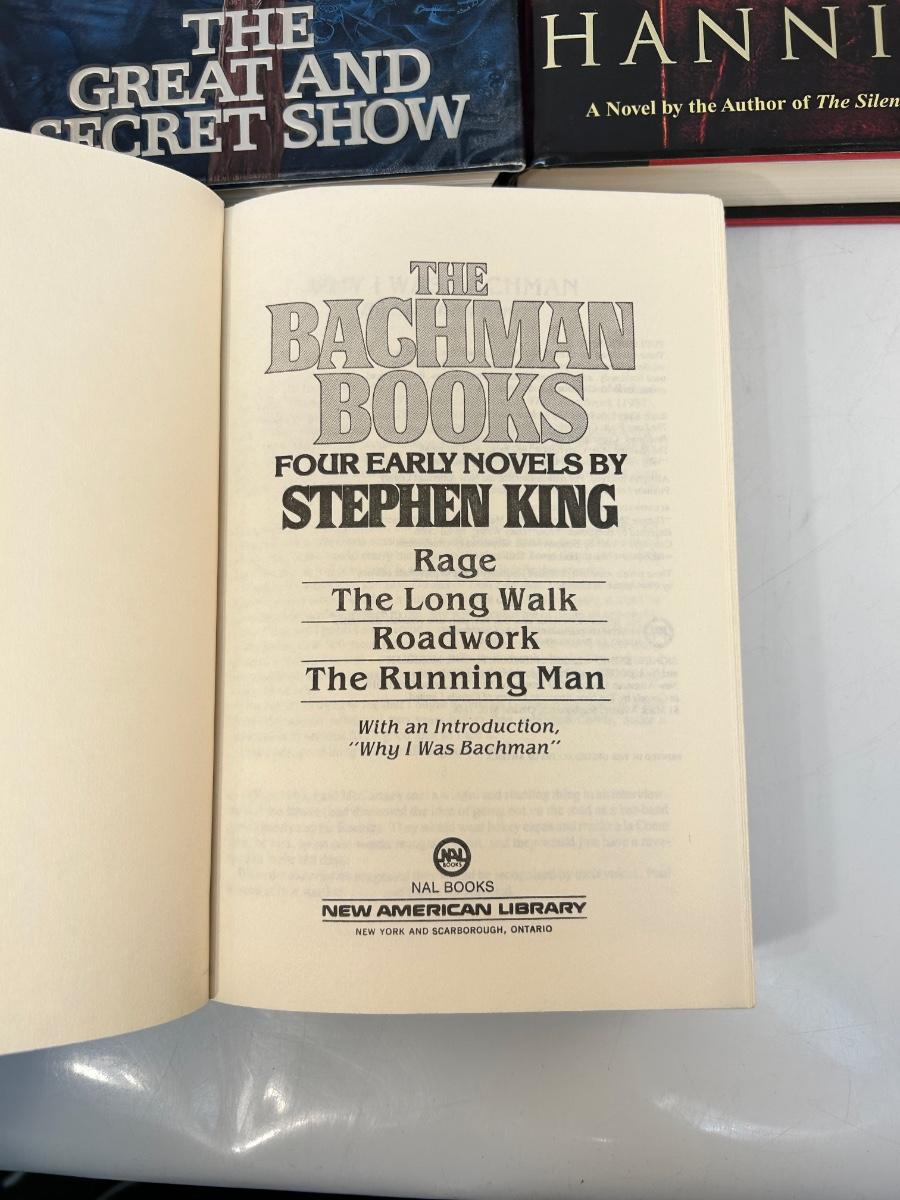 THE
GREAT AND
SECRET SHOW
HANNI
A Novel by the Author of The Silen
THE
BACHMAN
BOOKS
FOUR EARLY NOVELS BY
STEPHEN KING
Rage
The Long Walk
Roadwork
The Running Man
With an Introduction,
"Why I Was Bachman"
NAL
BOOKS
NAL BOOKS
NEW AMERICAN LIBRARY
NEW YORK AND SCARBOROUGH, ONTARIO